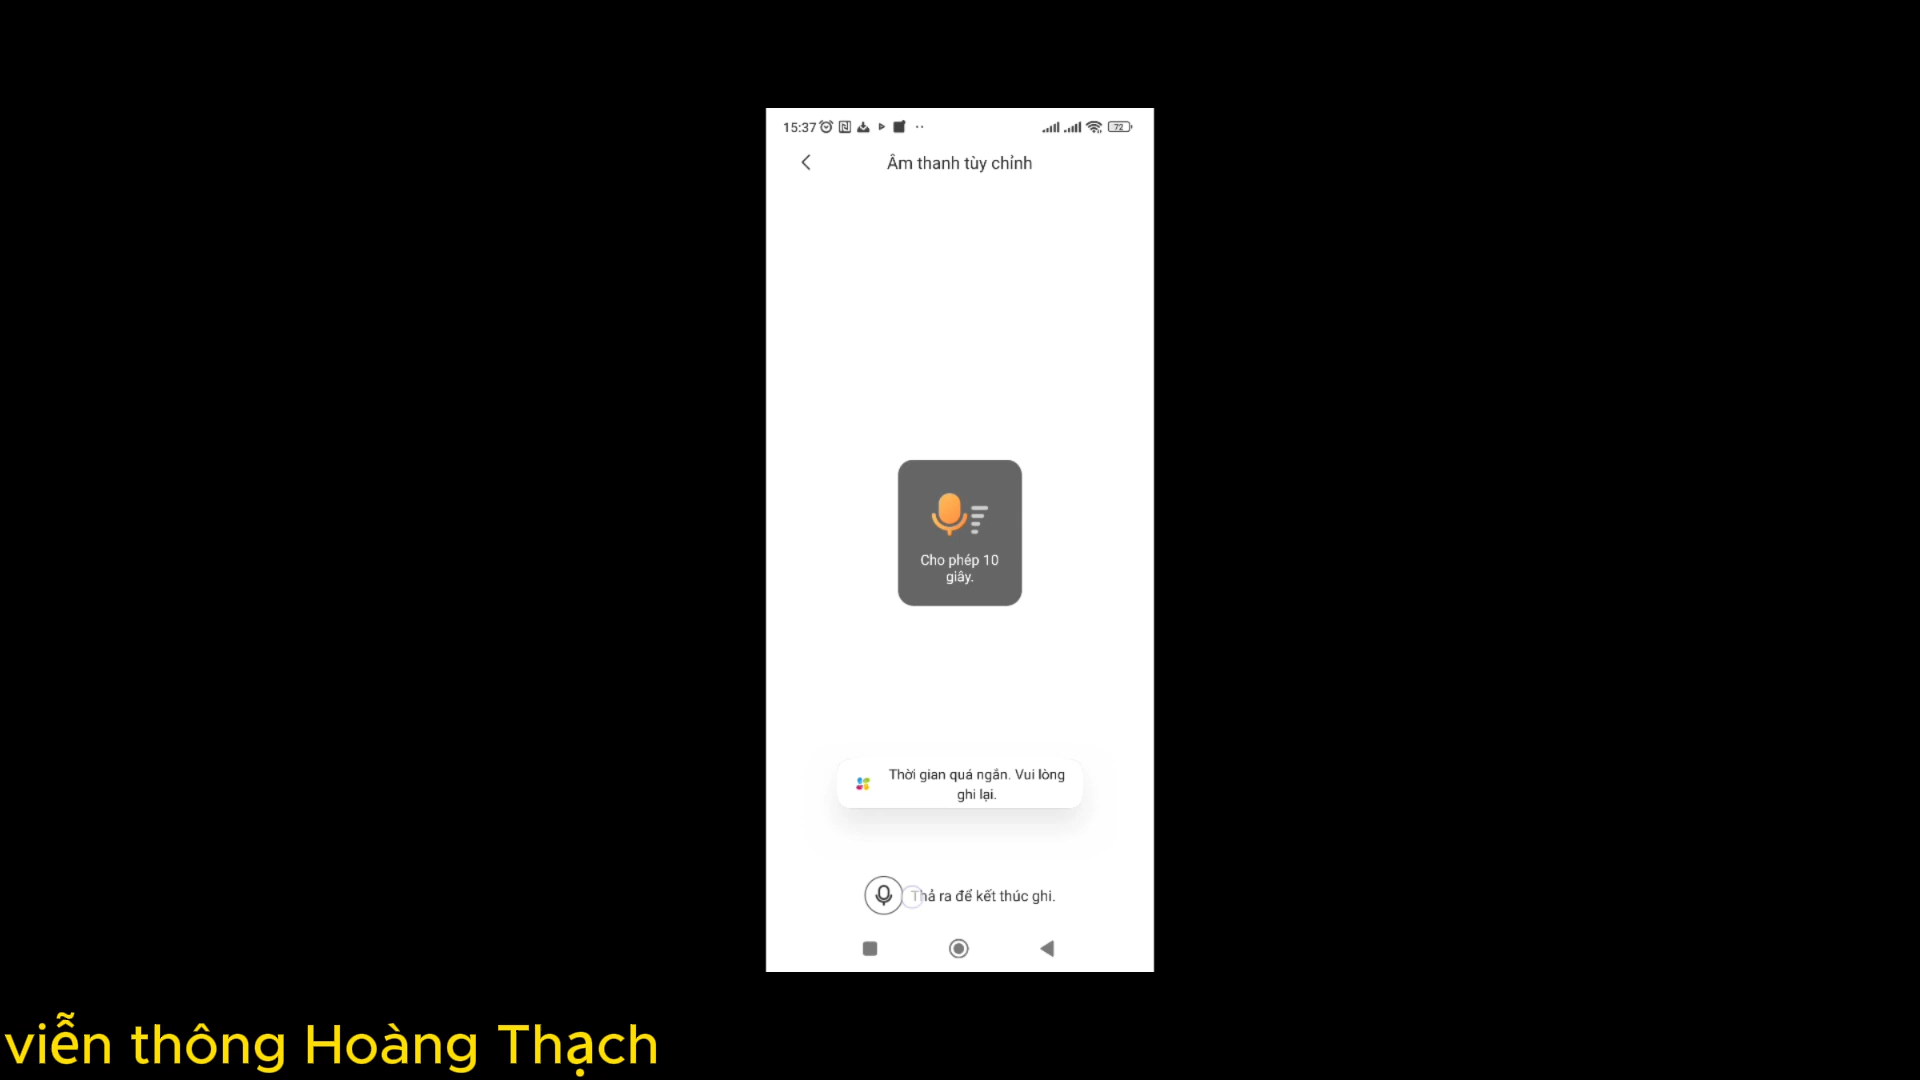 15:37
72
Âm thanh tùy chỉnh
Cho phép 10
giây.
Thời gian quá ngắn. Vui lòng
ghi lại.
Thả ra để kết thúc ghi.
viễn thông Hoàng Thạch